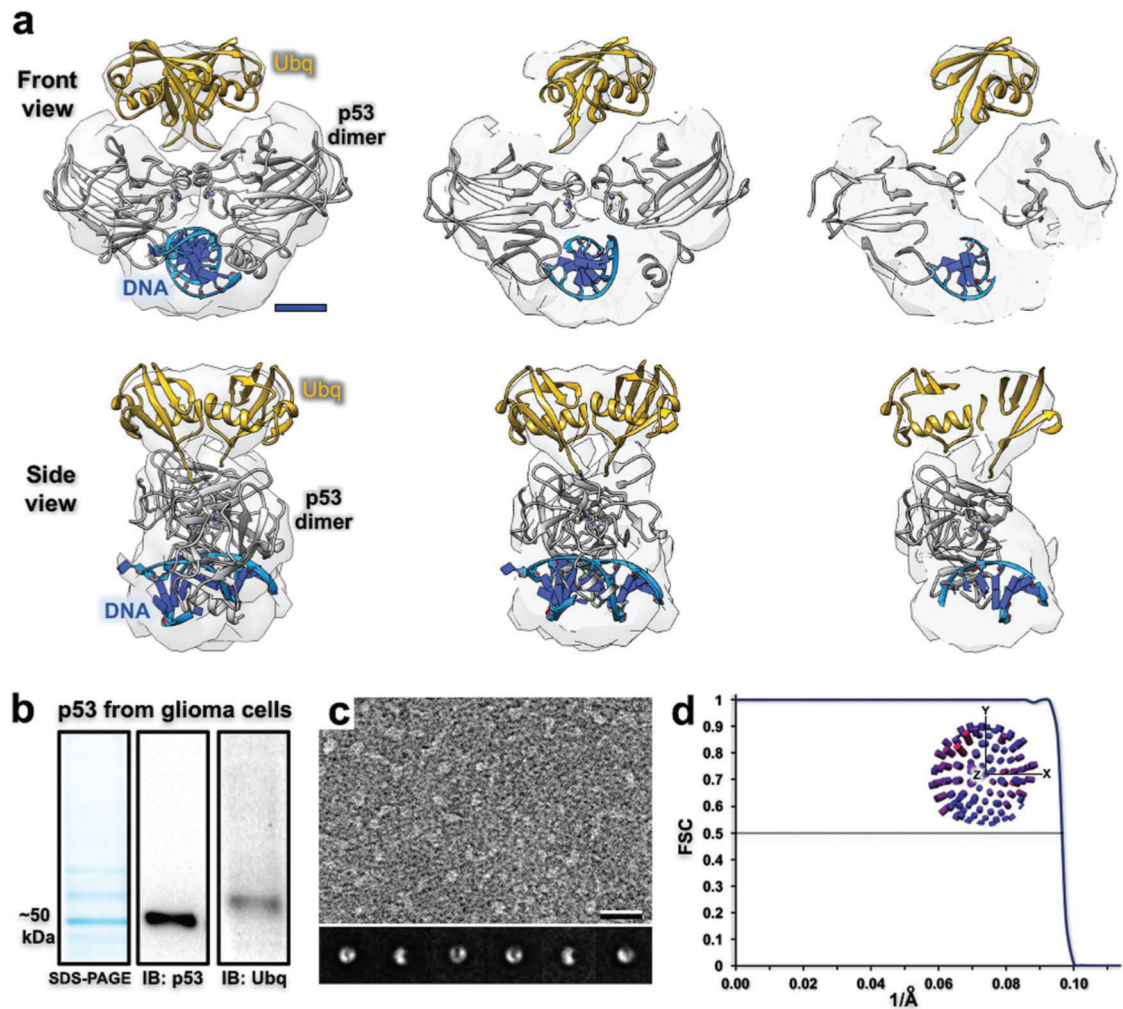 a
Front
view
Ubq
p53
dimer
DNA
Side
view
Ubq
p53
dimer
DNA
b
p53 from glioma cells
~50
kDa
SDS-PAGE
IB: p53
IB: Ubq
c
d
FSC
1
0.9
0.8
0.7
0.6
0.5
0.4
0.3
0.2
0.1
0
Y
Z
X
0.00
0.02
0.04
0.06
0.08
0.10
1/Å